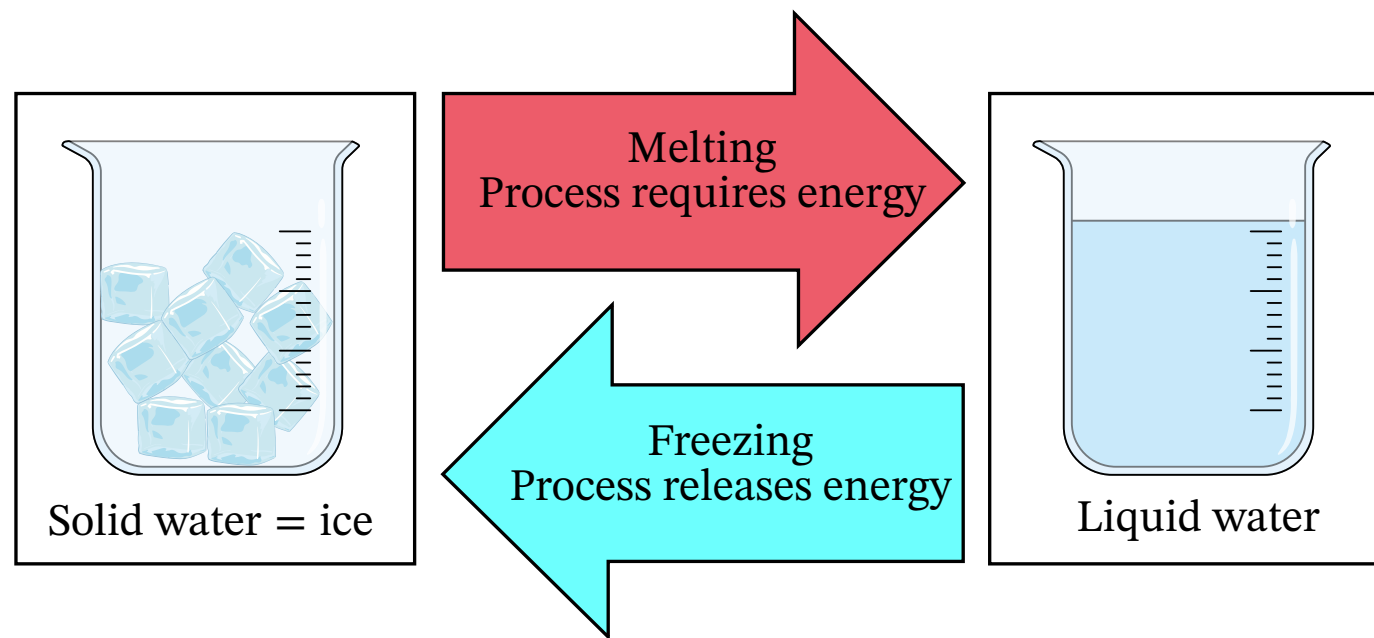 Melting
Process requires energy
Freezing
Process releases energy
Solid water = ice
Liquid water